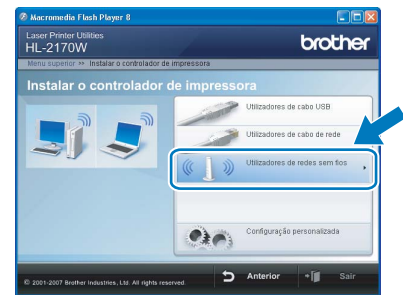 Macromedia Flash Player 8
Laser Printer Utilities
HL-2170W
brother
Menu superior >> Instalar o controlador de impressora
Instalar o controlador de impressora
Utilizadores de cabo USB
Utilizadores de cabo de rede
Utilizadores de redes sem fios
Configuração personalizada
© 2001-2007 Brother Industries, Ltd. All rights reserved.
Anterior
Sair